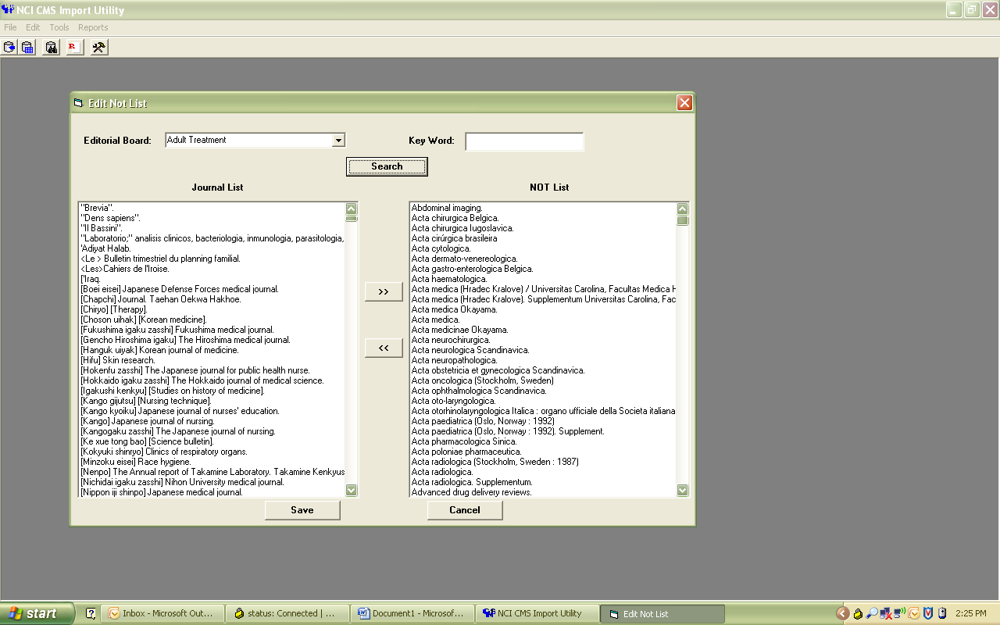 NCI CMS Import Utility
File Edit Tools Reports
Edit Not List
Editorial Board: Adult Treatment Key Word:
Search
Journal List
"Brevia".
"Dens sapiens".
"Il Bassini".
"Laboratorio;" analisis clinicos, bacteriologia, inmunologia, parasitologia,
'Adiyat Halab.
<Le > Bulletin trimestriel du planning familial.
<Les>Cahiers de l'Iroise.
['Iraq.
[Boei eisei] Japanese Defense Forces medical journal.
[Chapchi] Journal. Taehan Oekwa Hakhoe.
[Chiryo] [Therapy].
[Choson uihak] [Korean medicine].
[Fukushima igaku zasshi] Fukushima medical journal.
[Gencho Hiroshima igaku] The Hiroshima medical journal.
[Hanguk uiyak] Korean journal of medicine.
[Hifu] Skin research.
[Hokenfu zasshi] The Japanese journal for public health nurse.
[Hokkaido igaku zasshi] The Hokkaido journal of medical science.
[Igakushi kenkyu] [Studies on history of medicine].
[Kango gijutsu] [Nursing technique].
[Kango kyoiku] Japanese journal of nurses' education.
[Kango] Japanese journal of nursing.
[Kangogaku zasshi] The Japanese journal of nursing.
[Ke xue tong bao] [Science bulletin].
[Kokyuki shinryo] Clinics of respiratory organs.
[Minzoku eisei] Race hygiene.
[Nenpo] The Annual report of Takamine Laboratory. Takamine Kenkyus
[Nichidai igaku zasshi] Nihon University medical journal.
[Nippon iji shinpo] Japanese medical journal.
>>
<<
NOT List
Abdominal imaging.
Acta chirurgica Belgica.
Acta chirurgica Iugoslavica.
Acta cirúrgica brasileira
Acta cytologica.
Acta dermato-venereologica.
Acta gastro-enterologica Belgica.
Acta haematologica.
Acta medica (Hradec Kralove) / Universitas Carolina, Facultas Medica H
Acta medica (Hradec Kralove). Supplementum Universitas Carolina, Fac
Acta medica Okayama.
Acta medica.
Acta medicinae Okayama.
Acta neurochirurgica.
Acta neurologica Scandinavica.
Acta neuropathologica.
Acta obstetricia et gynecologica Scandinavica.
Acta oncologica (Stockholm, Sweden)
Acta ophthalmologica Scandinavica.
Acta oto-laryngologica.
Acta otorhinolaryngologica Italica : organo ufficiale della Societa italiana
Acta paediatrica (Oslo, Norway : 1992)
Acta paediatrica (Oslo, Norway : 1992). Supplement.
Acta pharmacologica Sinica.
Acta poloniae pharmaceutica.
Acta radiologica (Stockholm, Sweden : 1987)
Acta radiologica.
Acta radiologica. Supplementum.
Advanced drug delivery reviews.
Save Cancel
start Inbox - Microsoft Out... status: Connected | ... Document1 - Microsof... NCI CMS Import Utility Edit Not List 2:25 PM